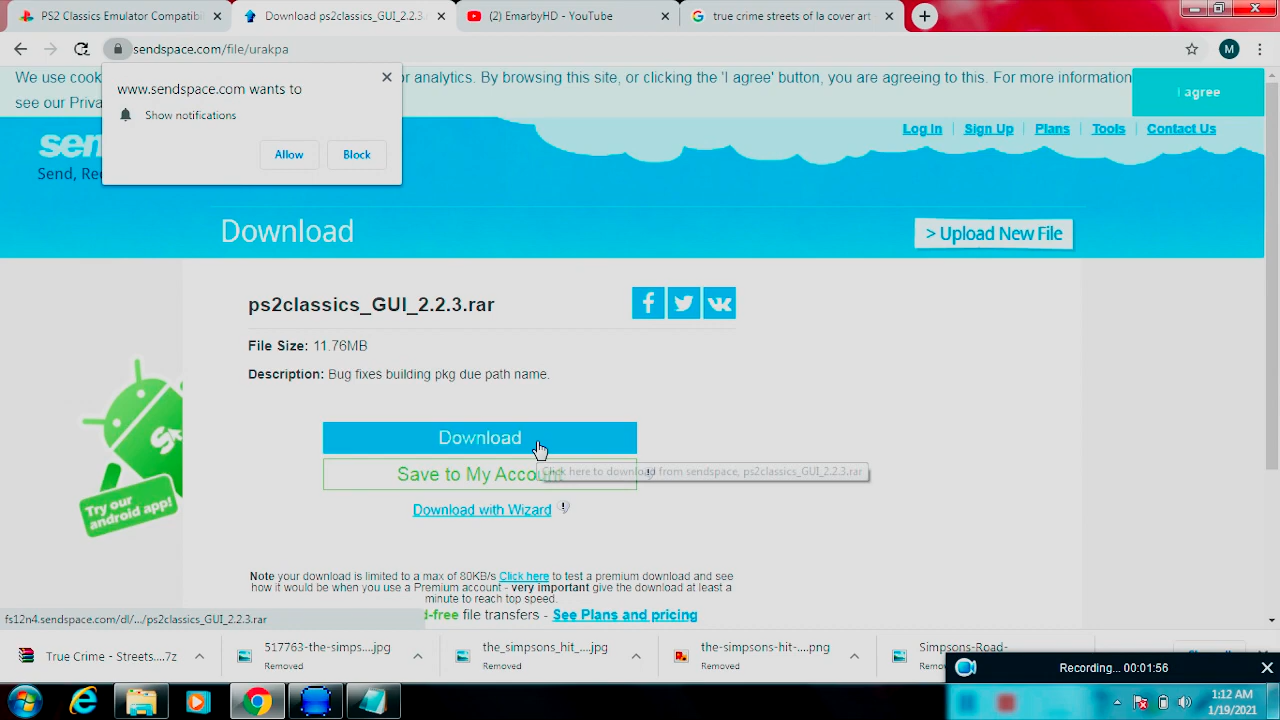 PS2 Classics Emulator Compatibi
Download ps2classics_GUI_2.2.3
(2) Emarly HD - YouTube
true crime streets of la cover art
sendspace.com/file/urakpa
M
We use cook
or analytics. By browsing this site, or clicking the 'I agree' button, you are agreeing to this. For more information
see our Priva
I agree
www.sendspace.com wants to
Show notifications
Allow
Block
Log In
Sign Up
Plans
Tools
Contact Us
sen
Send, Re
Download
> Upload New File
ps2classics_GUI_2.2.3.rar
File Size: 11.76MB
Description: Bug fixes building pkg due path name.
Download
Save to My Account
Click here to download from sendspace, ps2classics_GUI_2.2.3.rar
Download with Wizard
Try our
android app!
Note your download is limited to a max of 80KB/s Click here to test a premium download and see
how it would be when you use a Premium account - very important give the download at least a
minute to reach top speed.
d-free file transfers - See Plans and pricing
fs12n4.sendspace.com/dl/.../ps2classics_GUI_2.2.3.rar
True Crime - Streets....7z
517763-the-simps....jpg
Removed
the_simpsons_hit_...jpg
Removed
the-simpsons-hit-....png
Removed
Simpsons-Road-
Removed
Recording... 00:01:56
1:12 AM
1/19/2021